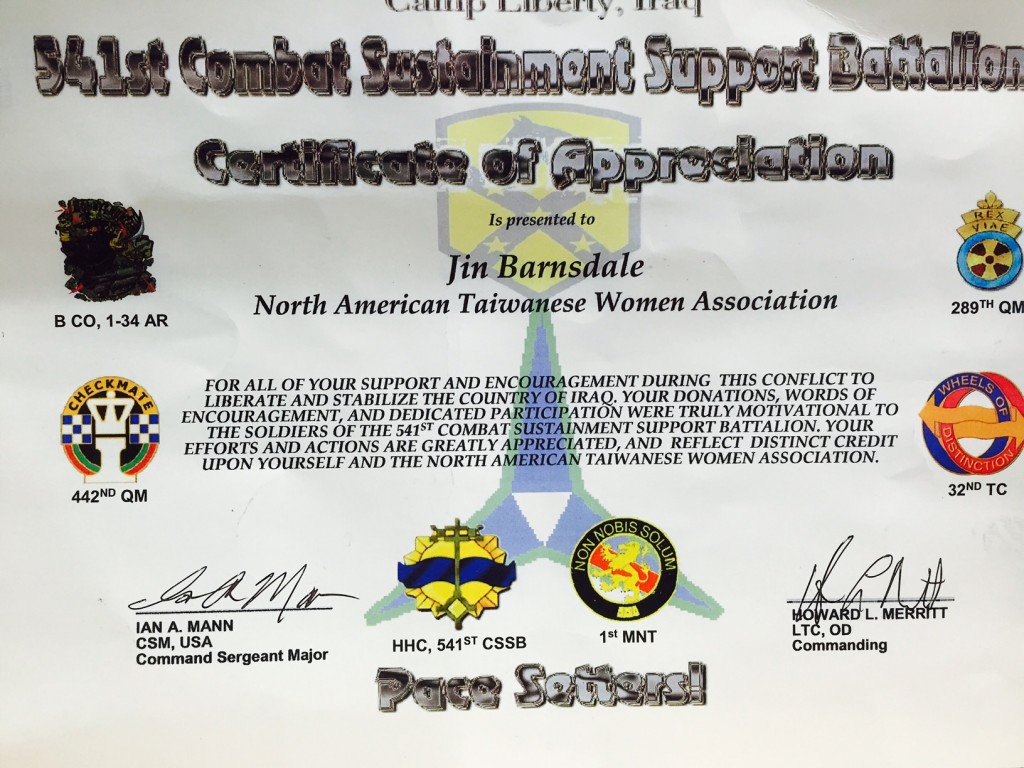 Camp Liberty, Iraq
541st Combat Sustainment Support Battalion
Certificate of Appreciation
Is presented to
Jin Barnsdale
North American Taiwanese Women Association
B CO, 1-34 AR
REX
VIAE
289TH QM
FOR ALL OF YOUR SUPPORT AND ENCOURAGEMENT DURING THIS CONFLICT TO
LIBERATE AND STABILIZE THE COUNTRY OF IRAQ. YOUR DONATIONS, WORDS OF
ENCOURAGEMENT, AND DEDICATED PARTICIPATION WERE TRULY MOTIVATIONAL TO
THE SOLDIERS OF THE 541ST COMBAT SUSTAINMENT SUPPORT BATTALION. YOUR
EFFORTS AND ACTIONS ARE GREATLY APPRECIATED, AND REFLECT DISTINCT CREDIT
UPON YOURSELF AND THE NORTH AMERICAN TAIWANESE WOMEN ASSOCIATION.
CHECKMATE
442ND QM
WHEELS OF
DISTINCTION
32ND TC
NON NOBIS SOLUM
IAN A. MANN
CSM, USA
Command Sergeant Major
HHC, 541ST CSSB
1st MNT
HOWARD L. MERRITT
LTC, OD
Commanding
Pace Setters!